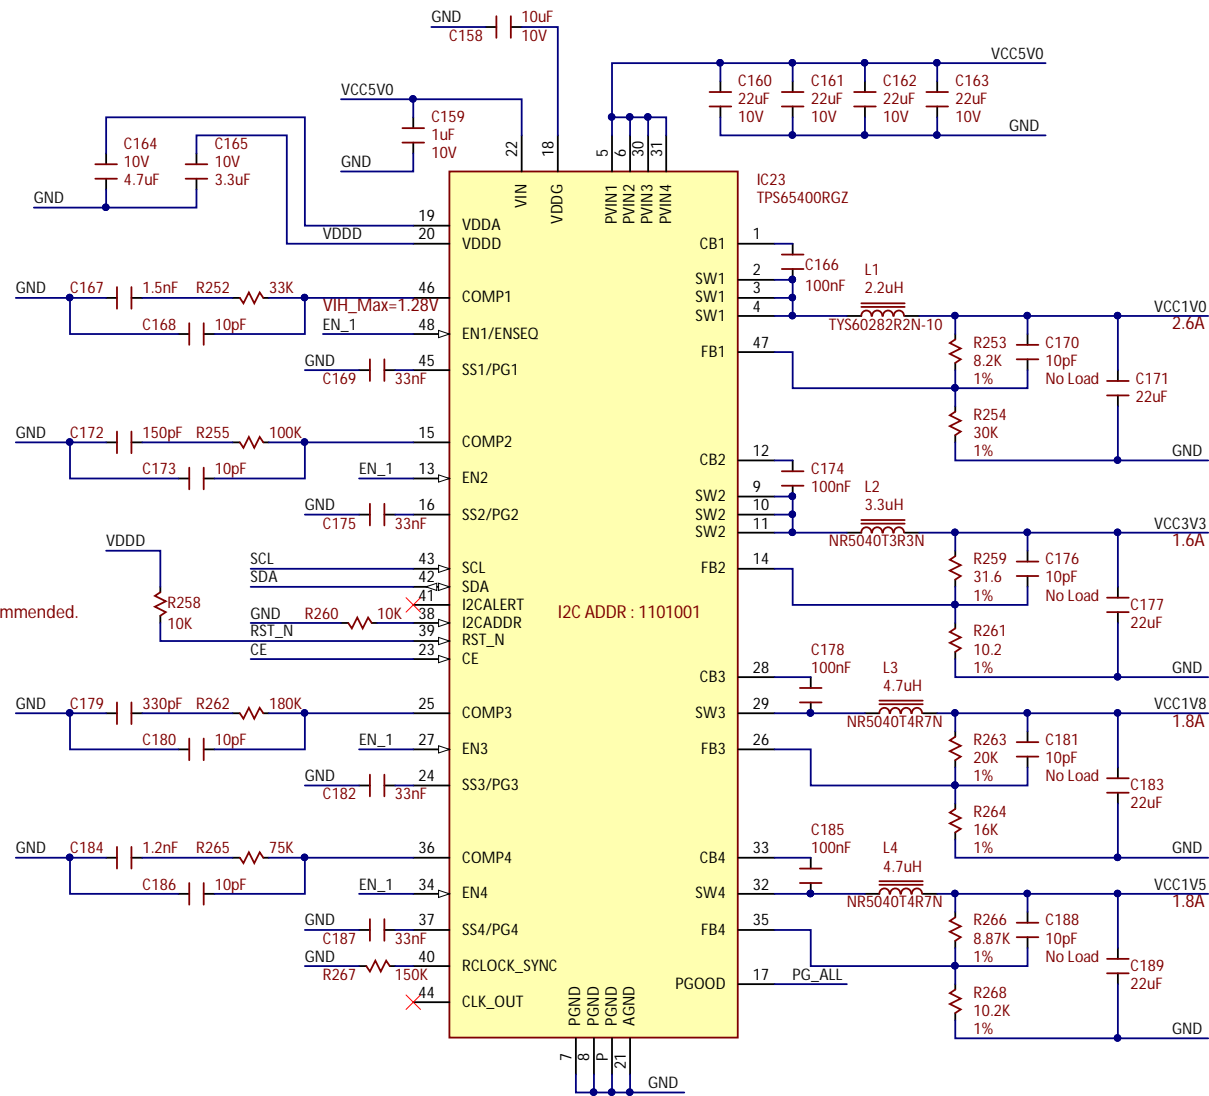 GND
10uF
C158
10V
VCC5V0
C160
22uF
10V
C161
22uF
10V
C162
22uF
10V
C163
22uF
10V
GND
VCC5V0
C159
1uF
10V
GND
C164
10V
4.7uF
C165
10V
3.3uF
GND
22
18
5
6
30
31
VIN
VDDG
PVIN1
PVIN2
PVIN3
PVIN4
IC23
TPS65400RGZ
19
VDDA
VDDD
20
VDDD
GND
C167
1.5nF
R252
33K
46
COMP1
C168
10pF
VIH_Max=1.28V
EN_1
48
EN1/ENSEQ
GND
C169
33nF
45
SS1/PG1
CB1
1
C166
100nF
SW1
2
SW1
3
SW1
4
L1
2.2uH
TYS60282R2N-10
VCC1V0
2.6A
FB1
47
R253
8.2K
1%
C170
10pF
No Load
C171
22uF
R254
30K
1%
GND
GND
C172
150pF
R255
100K
15
COMP2
C173
10pF
EN_1
13
EN2
GND
C175
33nF
16
SS2/PG2
CB2
12
C174
100nF
SW2
9
SW2
10
SW2
11
L2
3.3uH
NR5040T3R3N
VCC3V3
1.6A
FB2
14
R259
31.6
1%
C176
10pF
No Load
C177
22uF
R261
10.2
1%
GND
VDDD
R258
10K
mmended.
SCL
43
SCL
SDA
42
SDA
41
I2CALERT
GND
R260
10K
38
I2CADDR
RST_N
39
RST_N
CE
23
CE
I2C ADDR : 1101001
GND
C179
330pF
R262
180K
25
COMP3
C180
10pF
EN_1
27
EN3
GND
C182
33nF
24
SS3/PG3
CB3
28
C178
100nF
SW3
29
L3
4.7uH
NR5040T4R7N
VCC1V8
1.8A
FB3
26
R263
20K
1%
C181
10pF
No Load
C183
22uF
R264
16K
1%
GND
GND
C184
1.2nF
R265
75K
36
COMP4
C186
10pF
EN_1
34
EN4
GND
C187
33nF
37
SS4/PG4
GND
R267
150K
40
RCLOCK_SYNC
44
CLK_OUT
CB4
33
C185
100nF
SW4
32
L4
4.7uH
NR5040T4R7N
VCC1V5
1.8A
FB4
35
R266
8.87K
1%
C188
10pF
No Load
C189
22uF
R268
10.2K
1%
GND
PGOOD
17
PG_ALL
PGND
PGND
PGND
AGND
7
8
P
21
GND